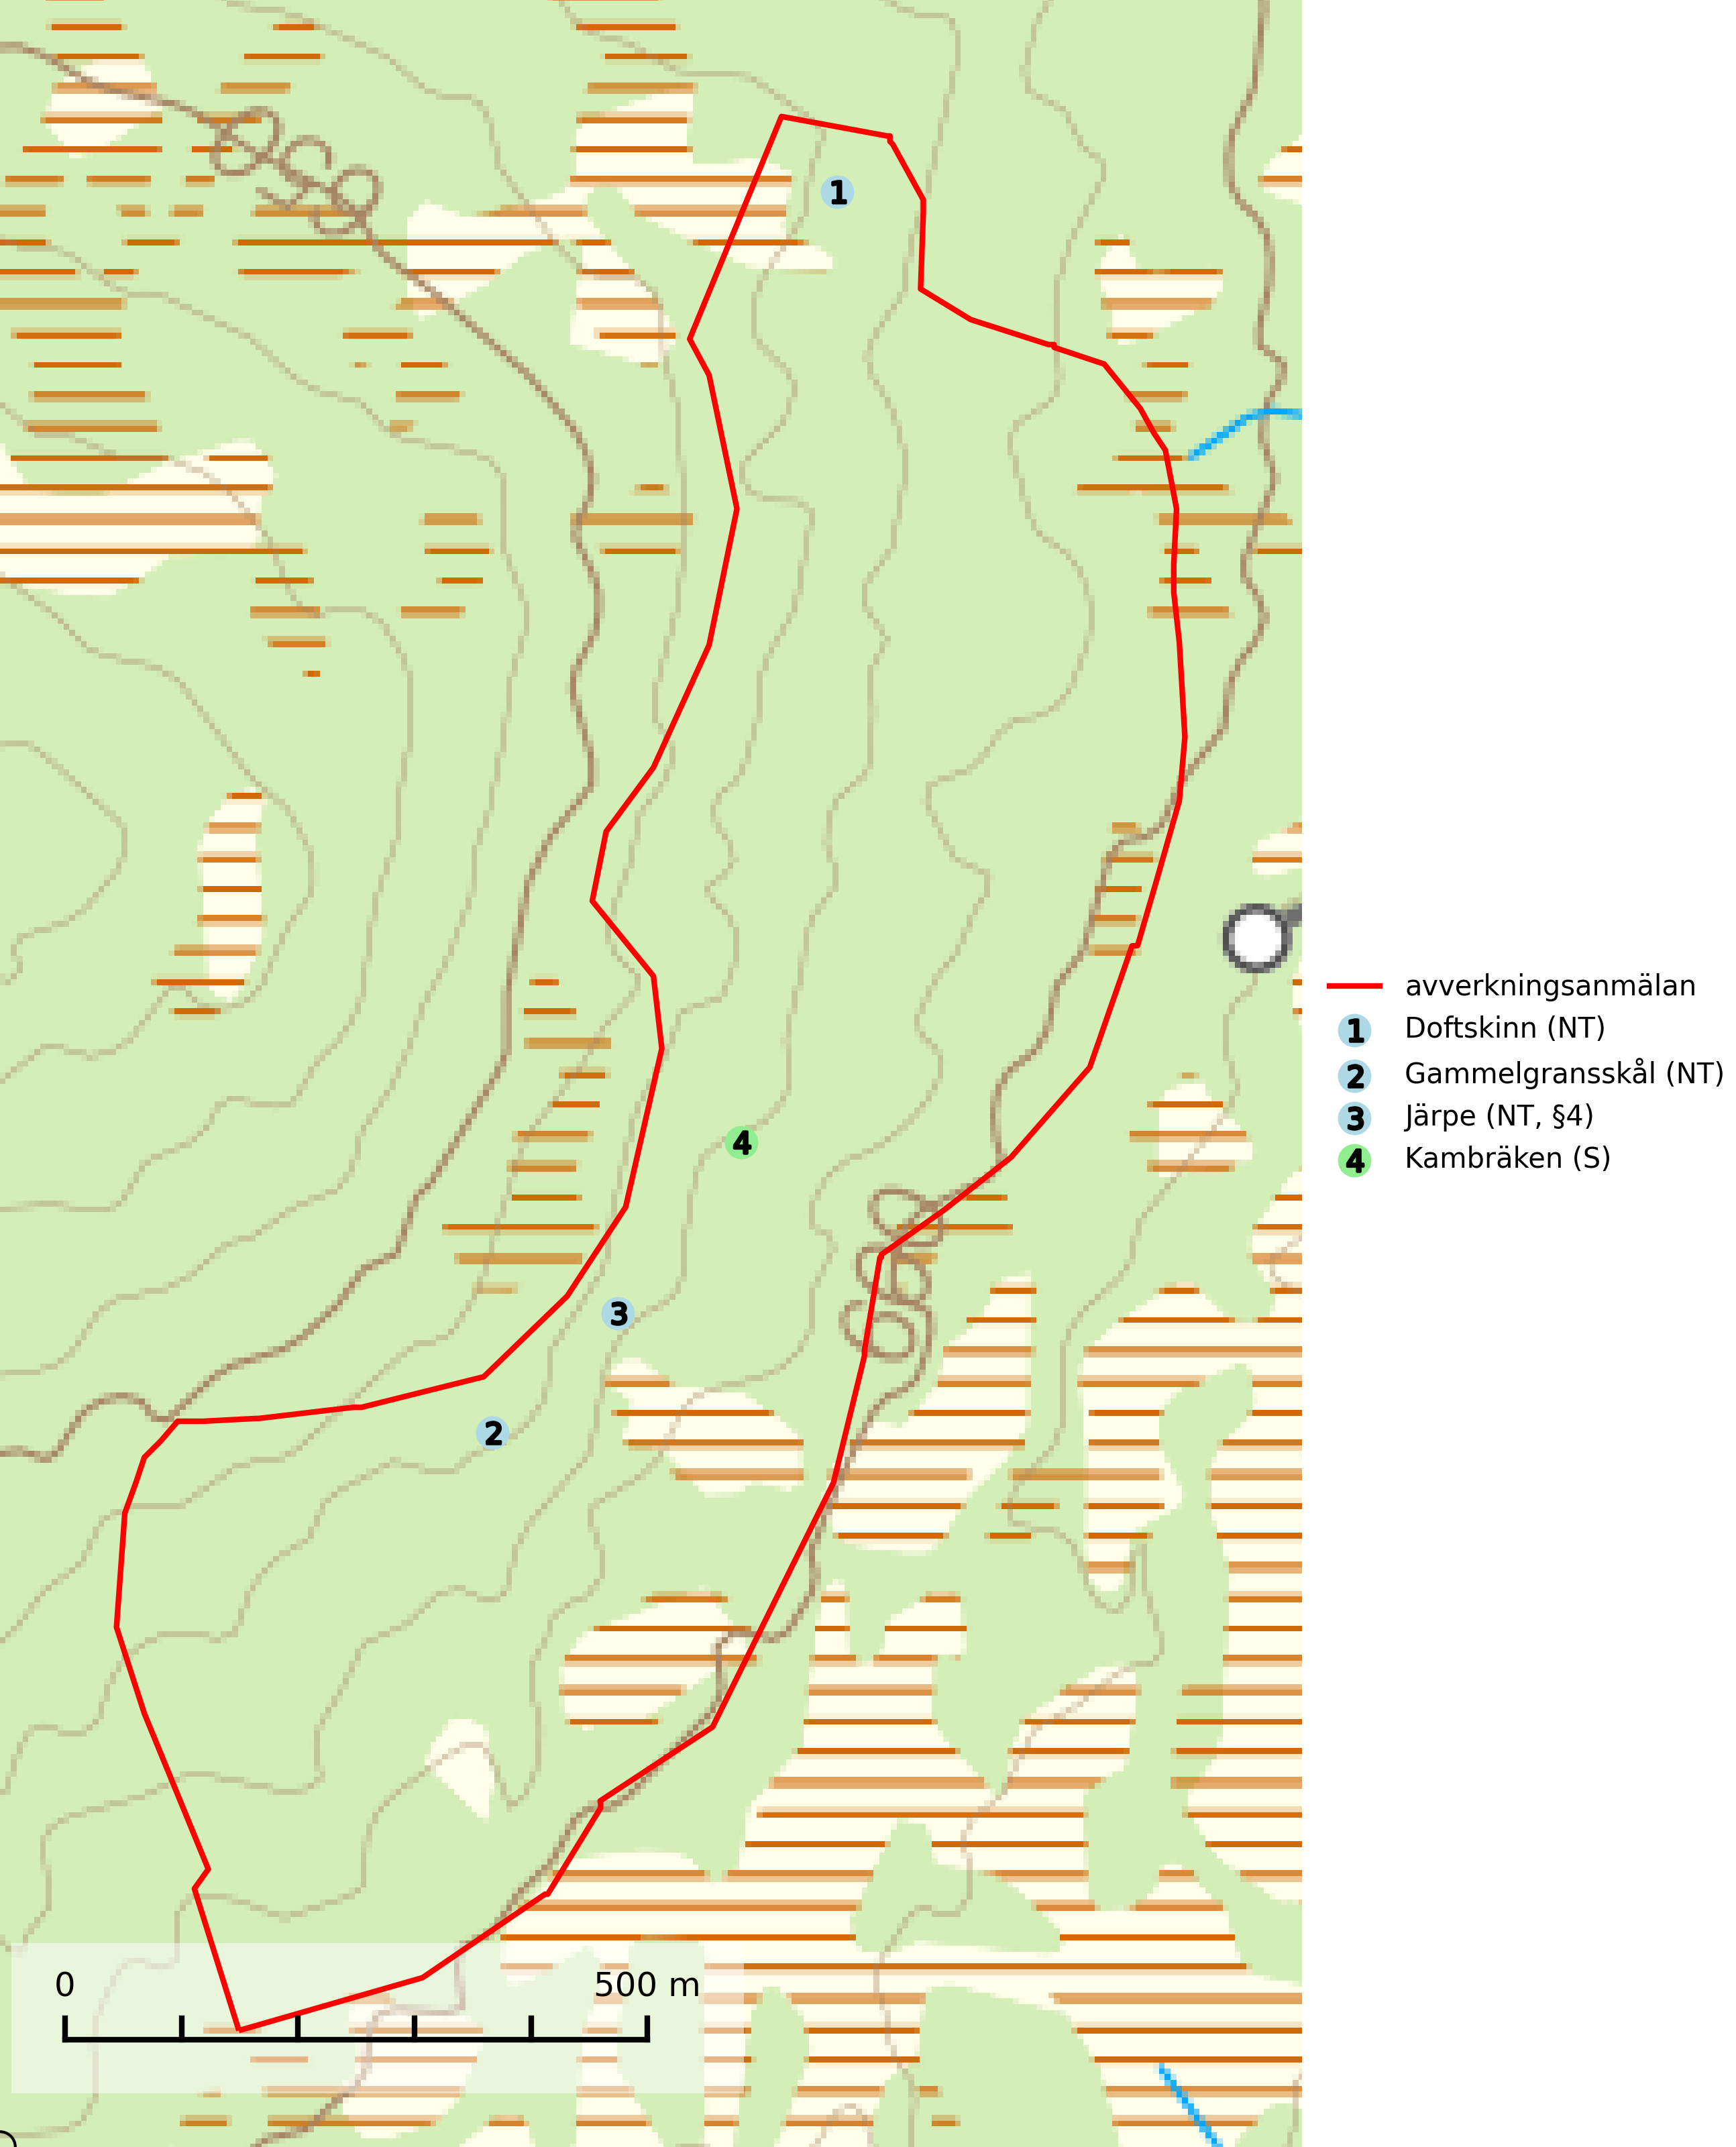 1
4
3
2
0 500 m
avverkningsanmälan
1 Doftskinn (NT)
2 Gammelgransskål (NT)
3 Järpe (NT, §4)
4 Kambräken (S)